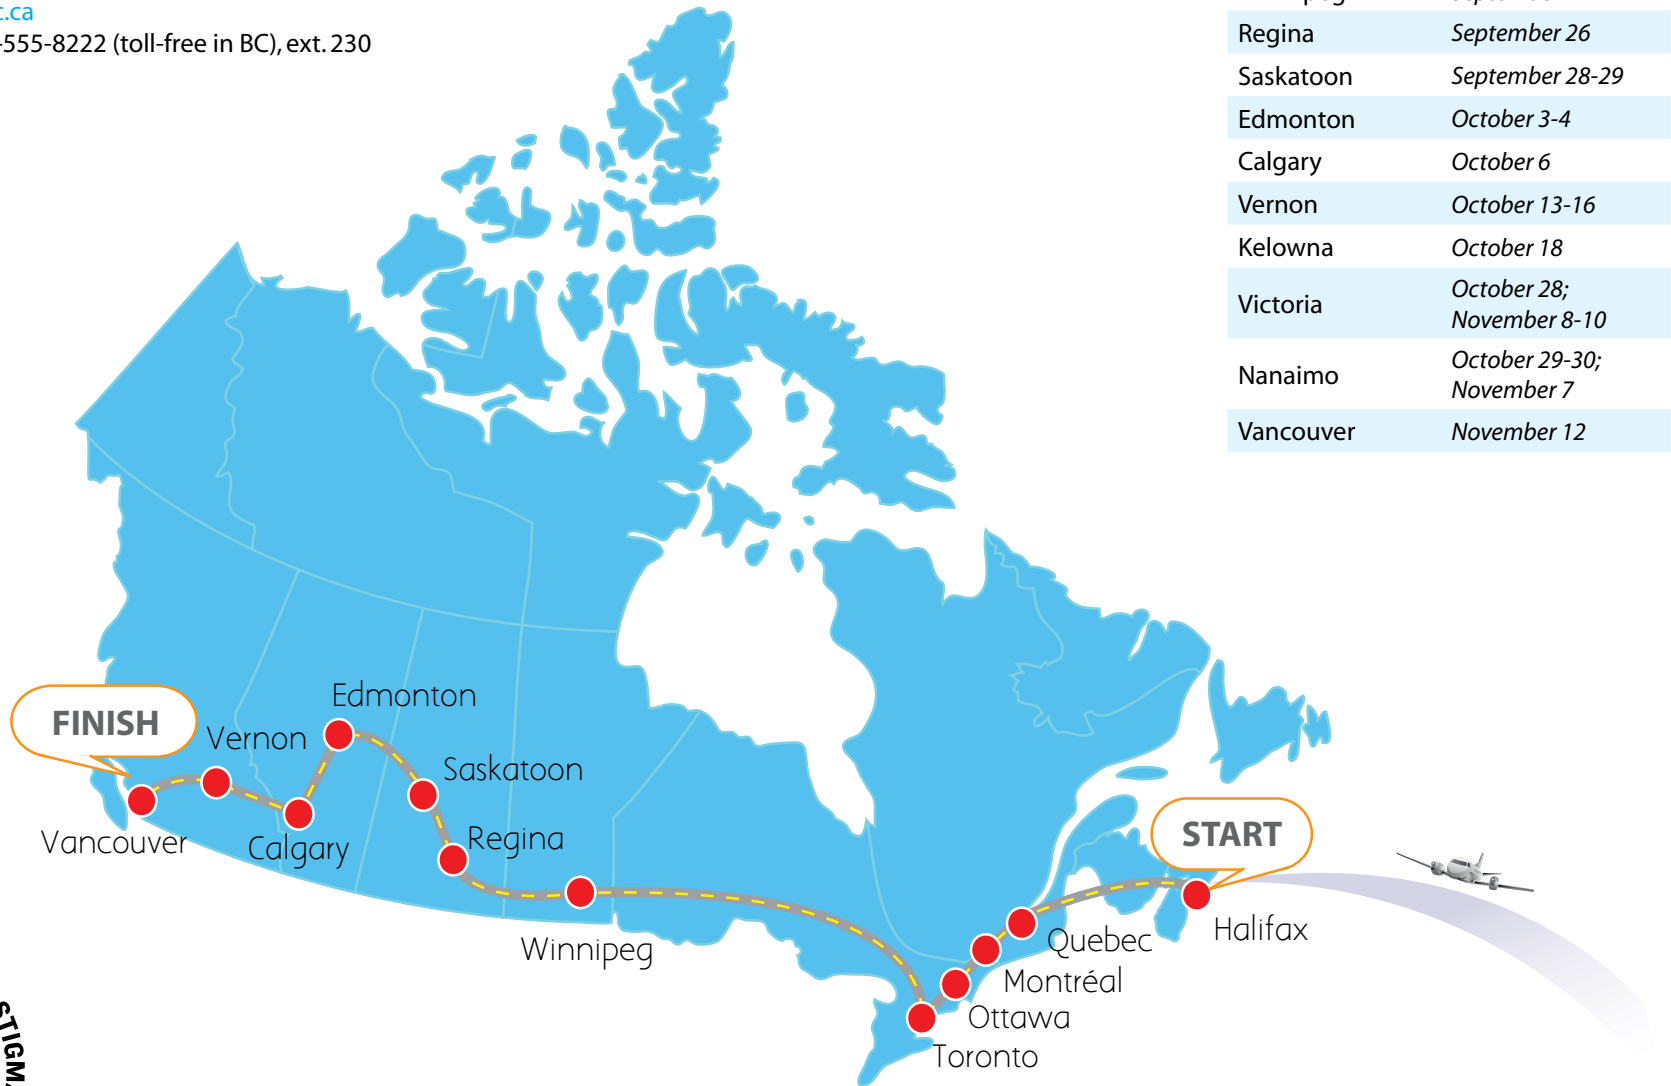 c.ca
-555-8222 (toll-free in BC), ext. 230
Regina September 26
Saskatoon September 28-29
Edmonton October 3-4
Calgary October 6
Vernon October 13-16
Kelowna October 18
Victoria October 28;
November 8-10
Nanaimo October 29-30;
November 7
Vancouver November 12
Edmonton
FINISH
Vernon
Saskatoon
Vancouver
Calgary
Regina
START
Winnipeg
Quebec
Halifax
Montréal
Ottawa
Toronto
STIGMA